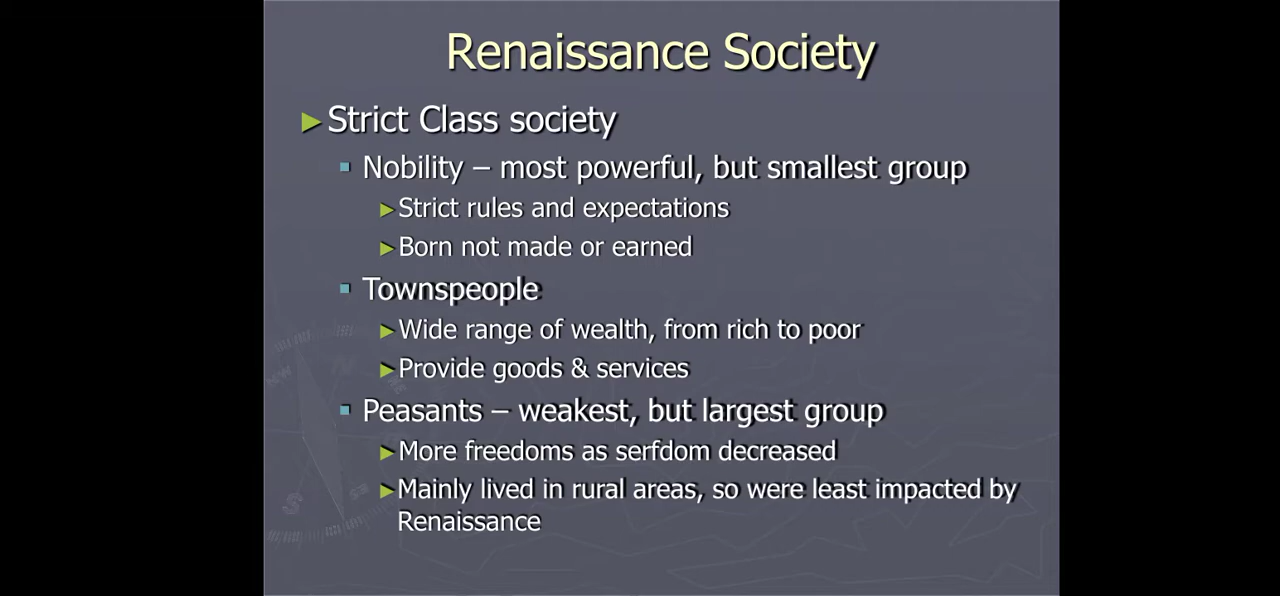 Renaissance Society
►Strict Class society
▪ Nobility – most powerful, but smallest group
►Strict rules and expectations
►Born not made or earned
▪ Townspeople
►Wide range of wealth, from rich to poor
►Provide goods & services
▪ Peasants – weakest, but largest group
►More freedoms as serfdom decreased
►Mainly lived in rural areas, so were least impacted by
Renaissance